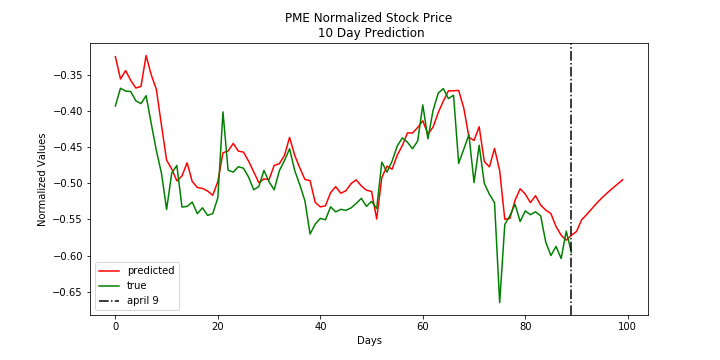 PME Normalized Stock Price
10 Day Prediction
Normalized Values
−0.35
−0.40
−0.45
−0.50
−0.55
−0.60
−0.65
predicted
true
april 9
0
20
40
60
80
100
Days